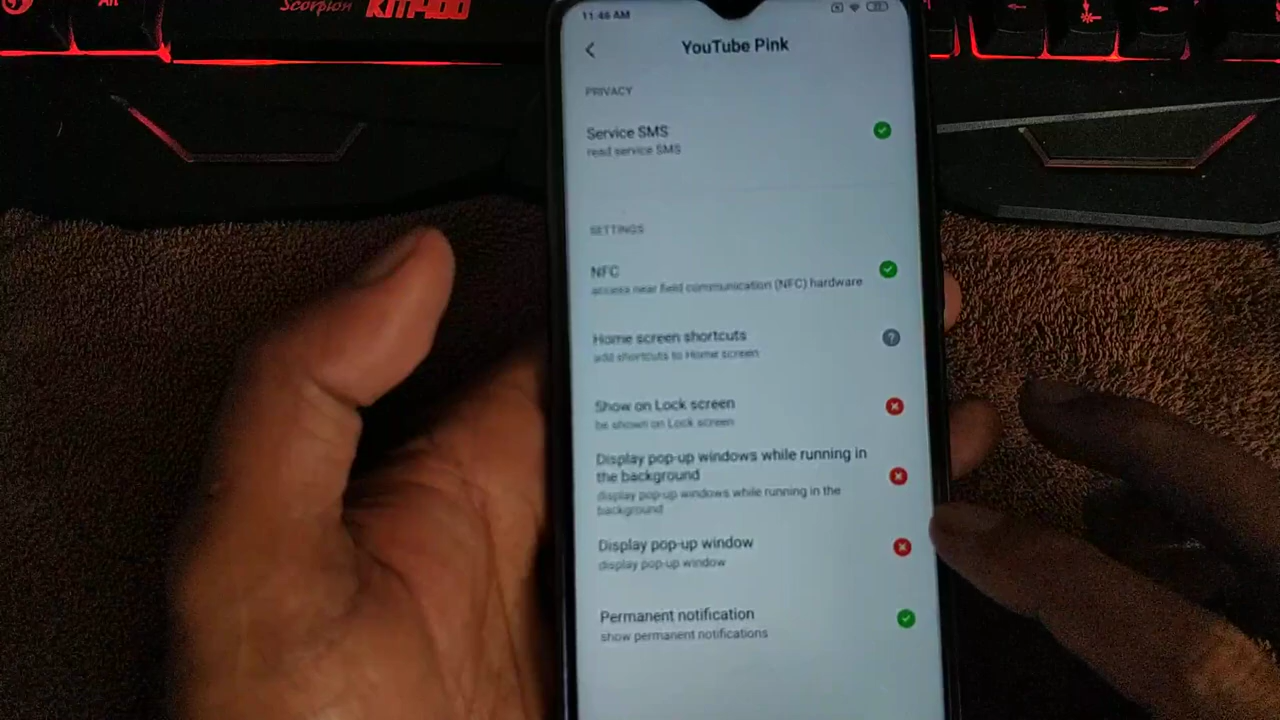 Scorpion KM400
Alt
11:46 AM
YouTube Pink
PRIVACY
Service SMS
read service SMS
SETTINGS
NFC
access near field communication (NFC) hardware
Home screen shortcuts
add shortcuts to Home screen
Show on Lock screen
be shown on Lock screen
Display pop-up windows while running in
the background
display pop-up windows while running in the
background
Display pop-up window
display pop-up window
Permanent notification
show permanent notifications